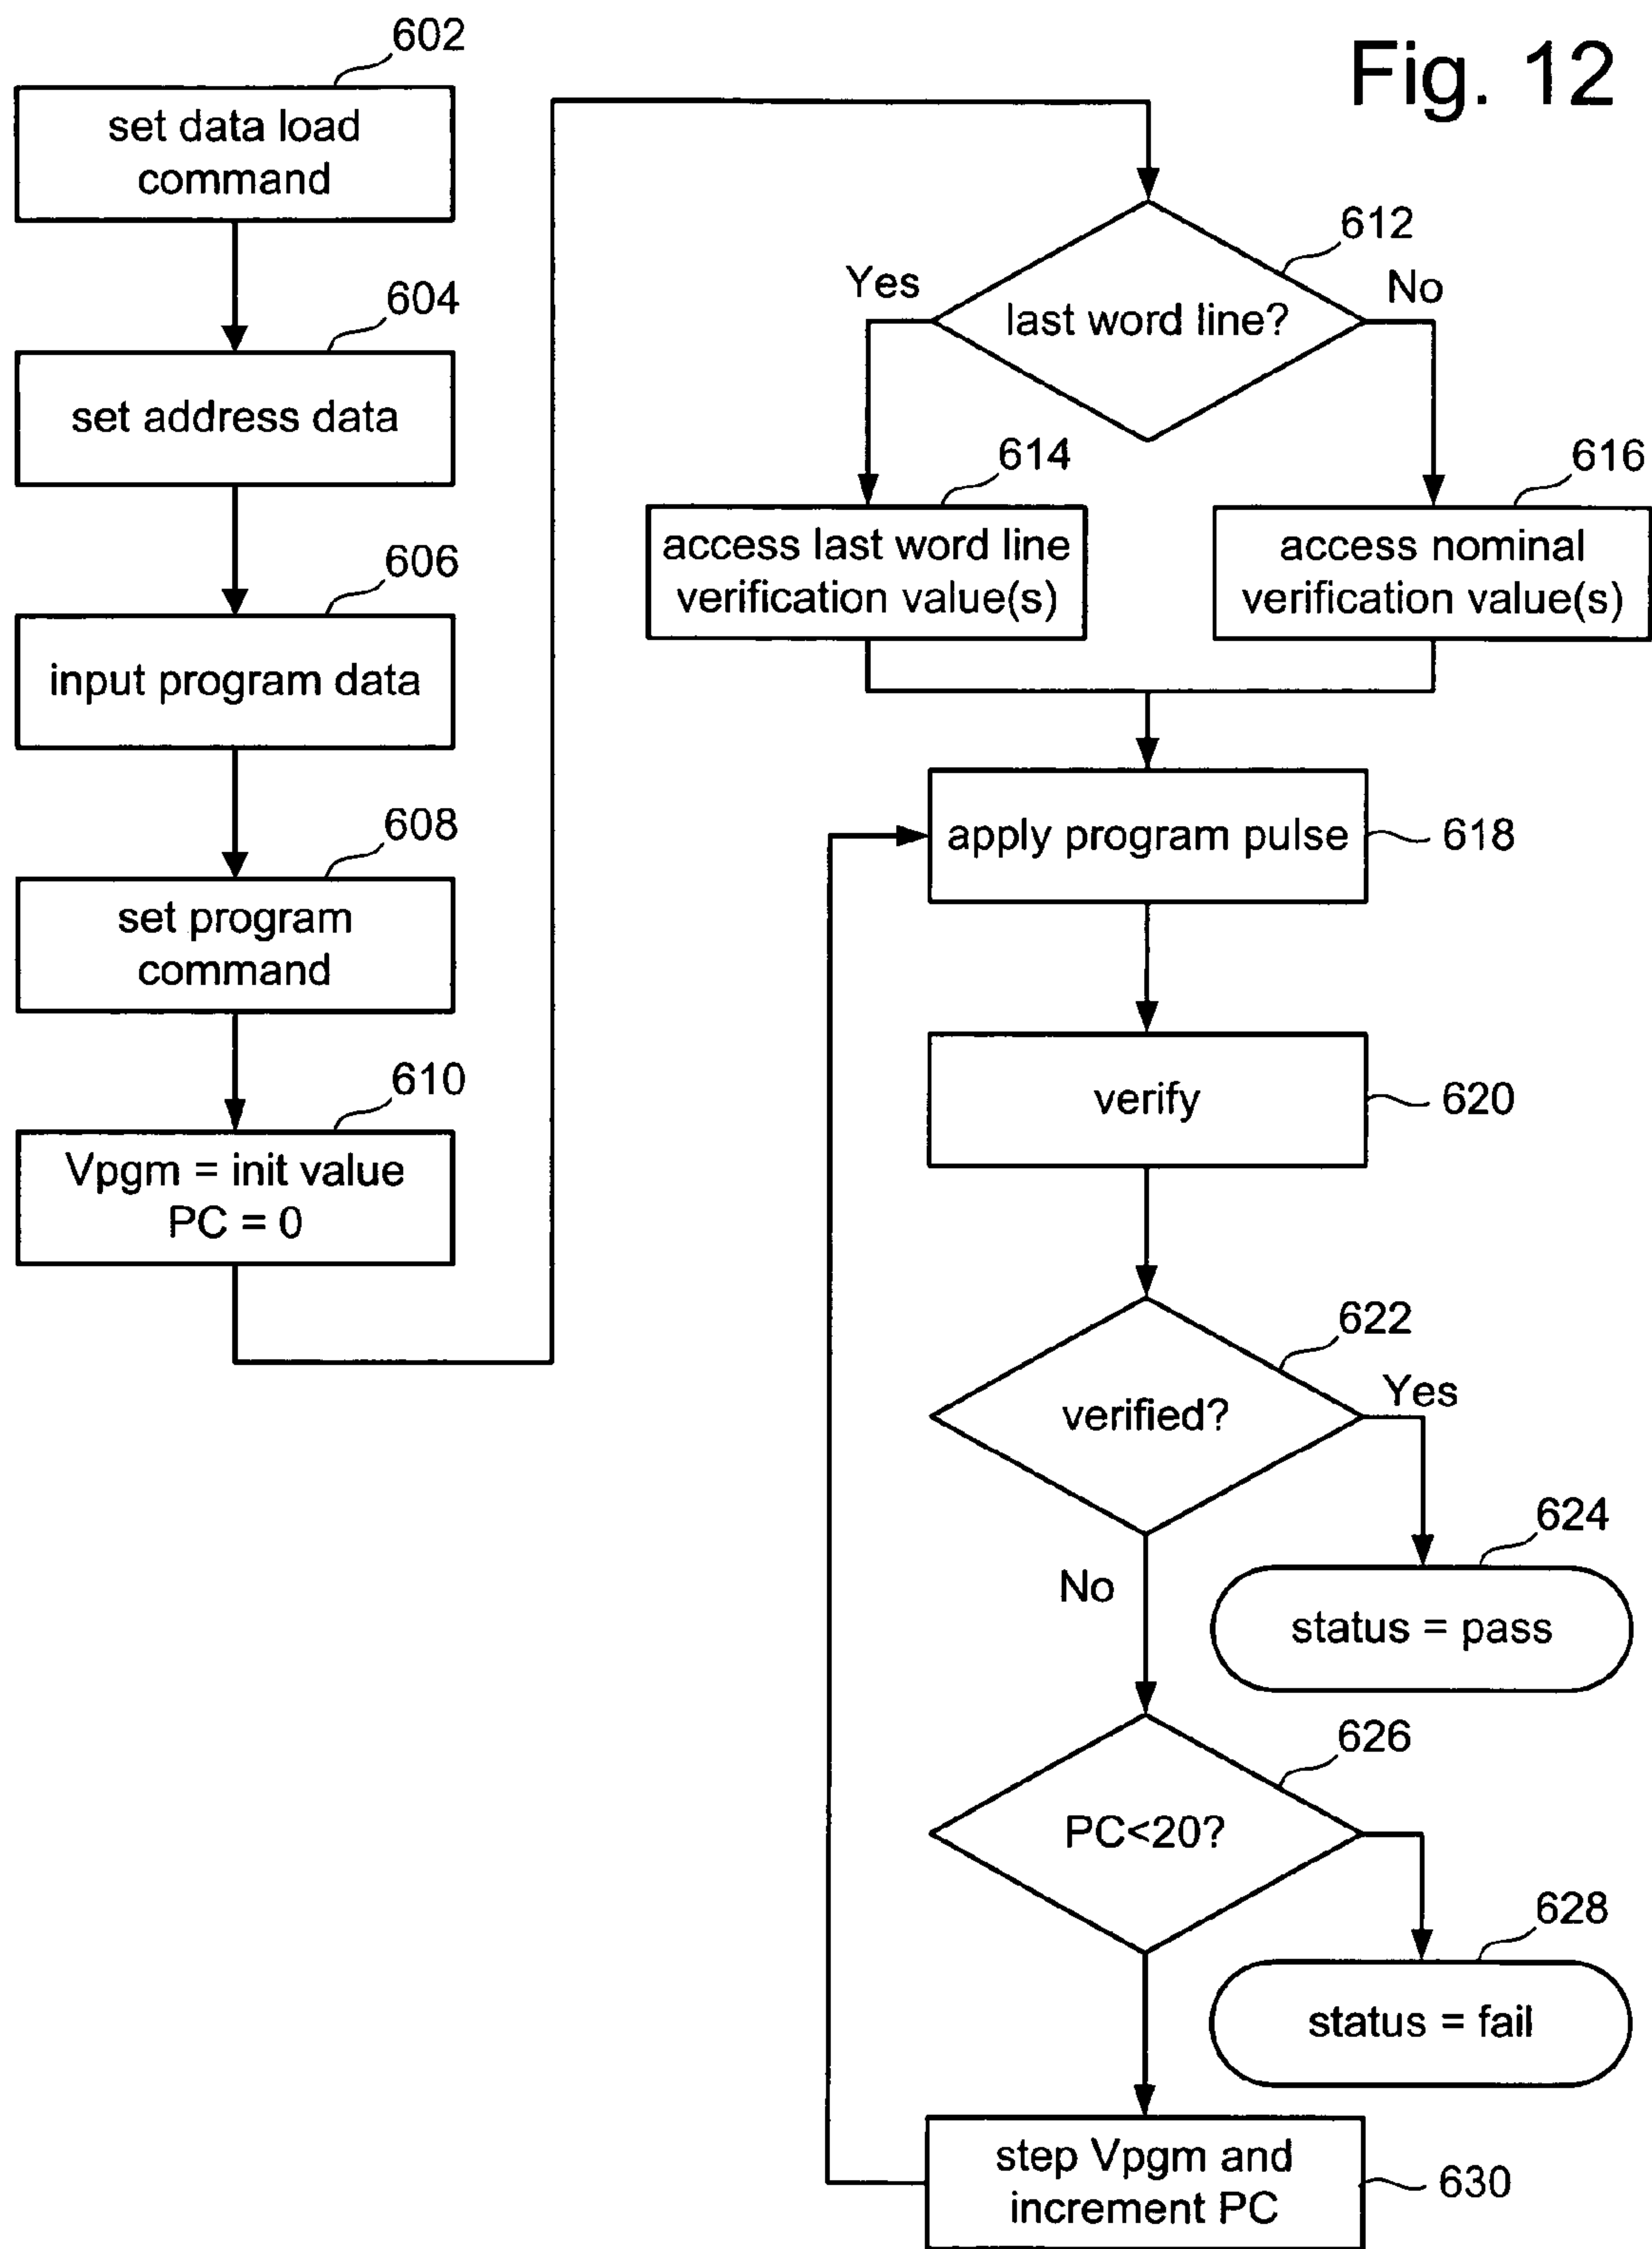 Fig. 12
602
set data load
command
604
set address data
606
input program data
608
set program
command
610
Vpgm = init value
PC = 0
612
last word line?
Yes
No
614
access last word line
verification value(s)
616
access nominal
verification value(s)
apply program pulse
618
verify
620
622
verified?
Yes
No
624
status = pass
626
PC<20?
628
status = fail
step Vpgm and
increment PC
630